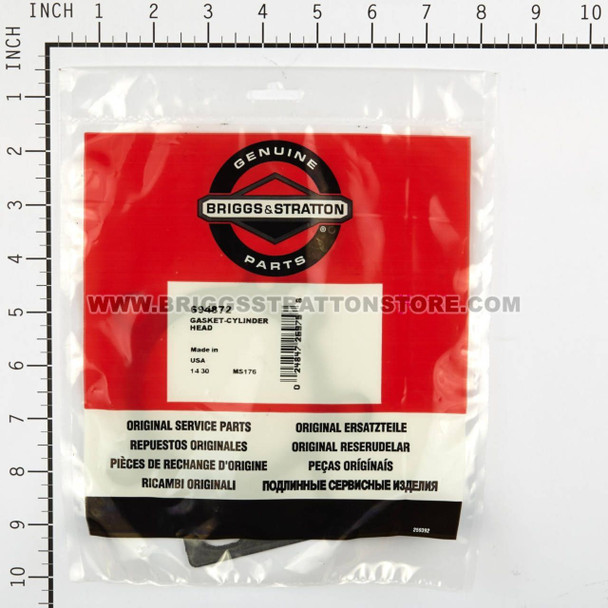 INCH 1 2 3 4 5 6 7 8 9 10
INCH
1
2
3
4
5
6
7
8
9
10
GENUINE
BRIGGS & STRATTON
®
PARTS
WWW.BRIGGSSTRATTONSTORE.COM
694872
GASKET-CYLINDER
HEAD
Made in
USA
14 30 MS176
ORIGINAL SERVICE PARTS
ORIGINAL ERSATZTEILE
REPUESTOS ORIGINALES
ORIGINAL RESERUDELAR
PIÈCES DE RECHANGE D'ORIGINE
PEÇAS ORIGÍNAIS
RICAMBI ORIGINALI
ПОДЛИННЫЕ СЕРВИСНЫЕ ИЗДЕЛИЯ